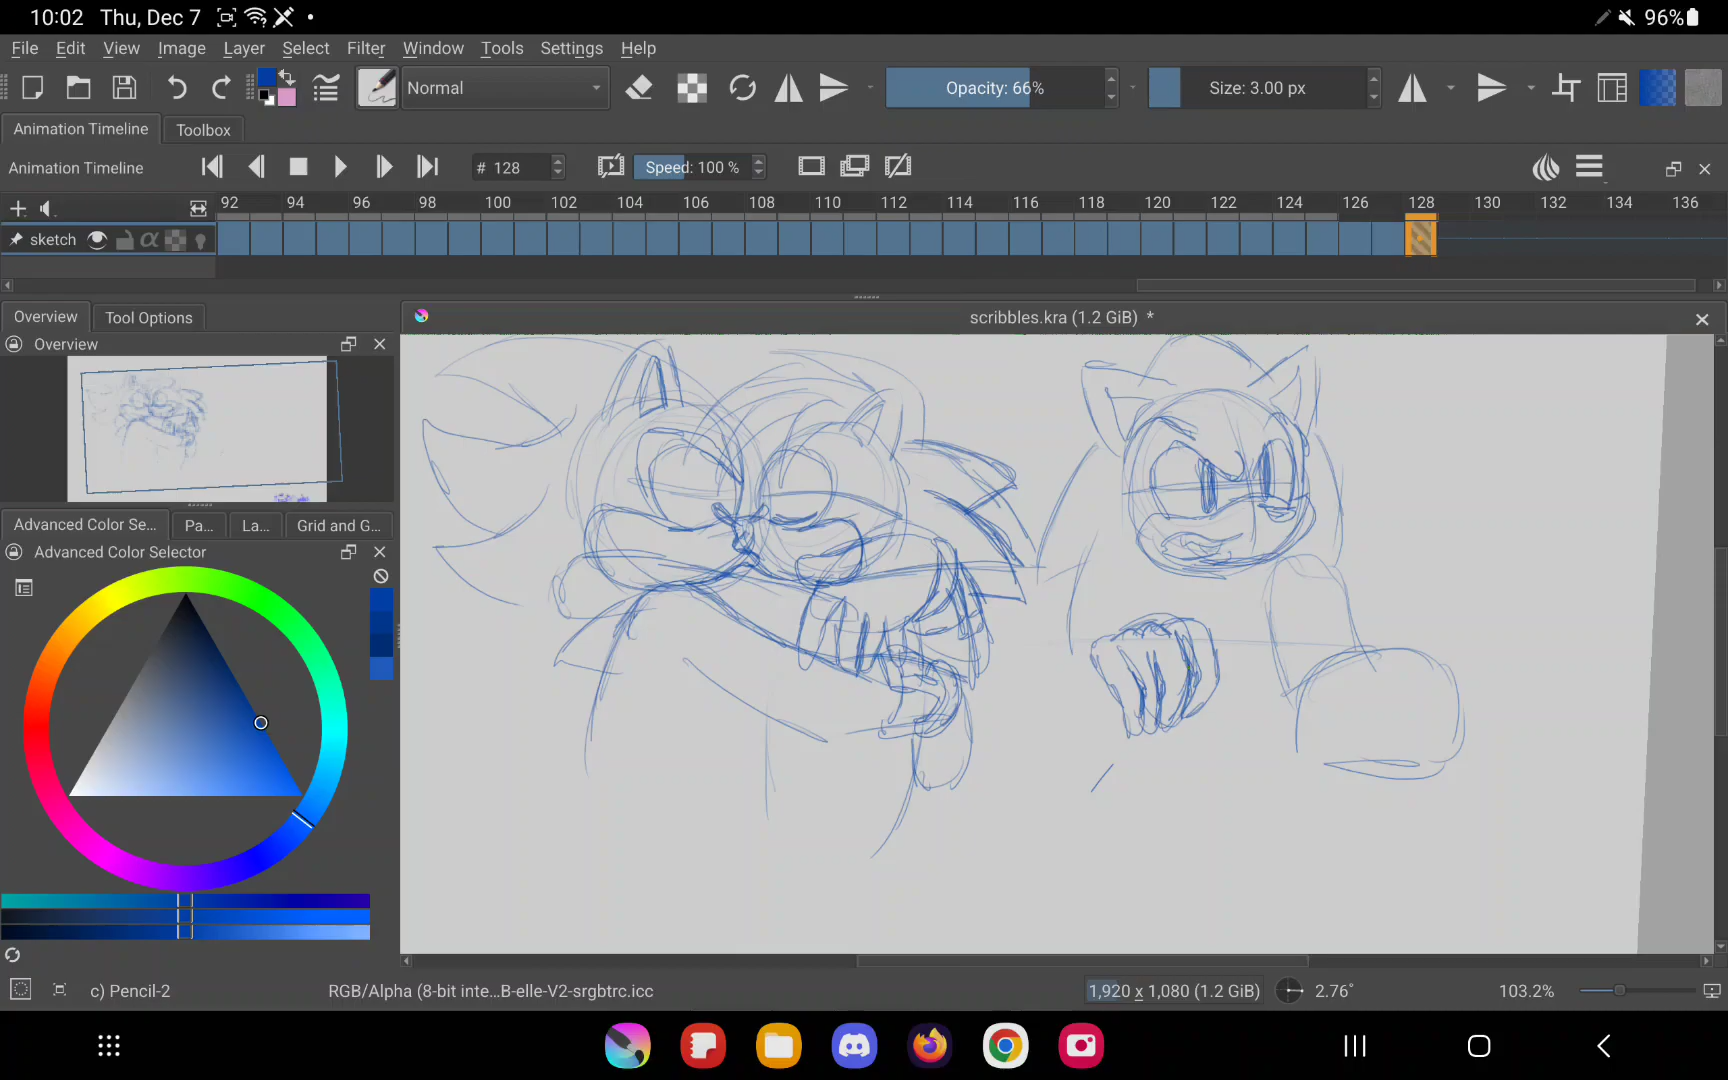 10:02 Thu, Dec 7
96%
File Edit View Image Layer Select Filter Window Tools Settings Help
Normal
Opacity: 66%
Size: 3.00 px
Animation Timeline
Toolbox
Animation Timeline
# 128
Speed: 100 %
92 94 96 98 100 102 104 106 108 110 112 114 116 118 120 122 124 126 128 130 132 134 136
sketch
α
Overview
Tool Options
scribbles.kra (1.2 GiB) *
Overview
Advanced Color Se...
Pa...
La...
Grid and G...
Advanced Color Selector
c) Pencil-2
RGB/Alpha (8-bit inte...B-elle-V2-srgbtrc.icc
1,920 x 1,080 (1.2 GiB)
2.76°
103.2%